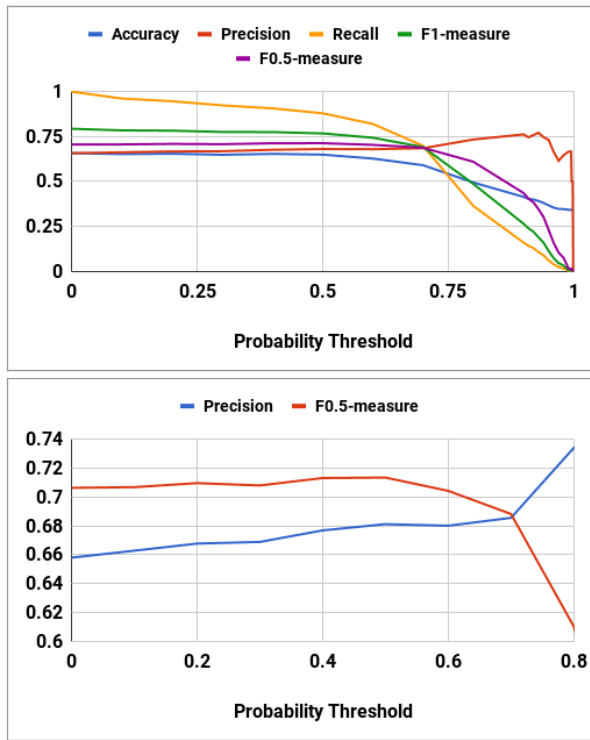 Accuracy Precision Recall F1-measure
F0.5-measure
1
0.75
0.5
0.25
0
0 0.25 0.5 0.75 1
Probability Threshold
Precision F0.5-measure
0.74
0.72
0.7
0.68
0.66
0.64
0.62
0.6
0 0.2 0.4 0.6 0.8
Probability Threshold